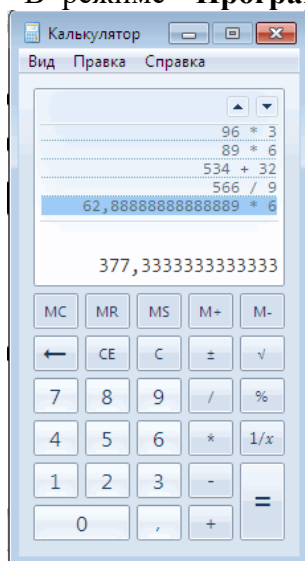 В режиме "Програ
Калькулятор
Вид Правка Справка
96 * 3
89 * 6
534 + 32
566 / 9
62,88888888888889 * 6
377,3333333333333
MC MR MS M+ M-
← CE C ± √
7 8 9 / %
4 5 6 * 1/x
1 2 3 - =
0 , +